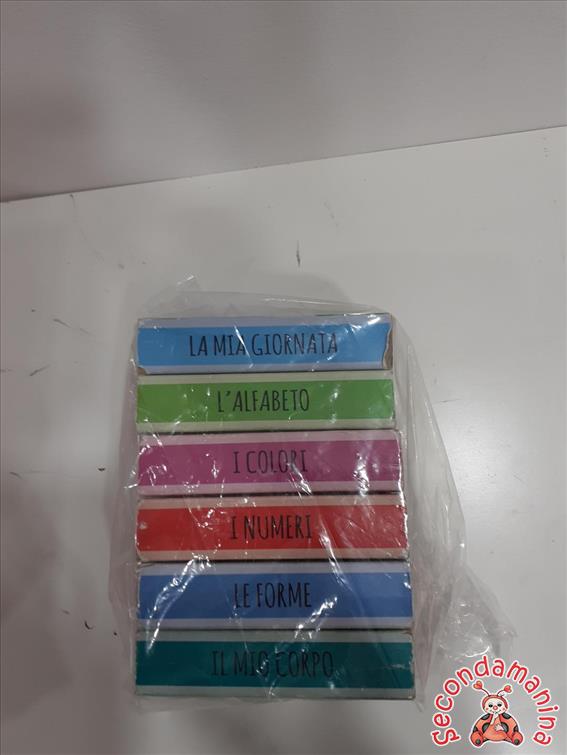 LA MIA GIORNATA
L'ALFABETO
I COLORI
I NUMERI
LE FORME
IL MIO CORPO
Secondamanina